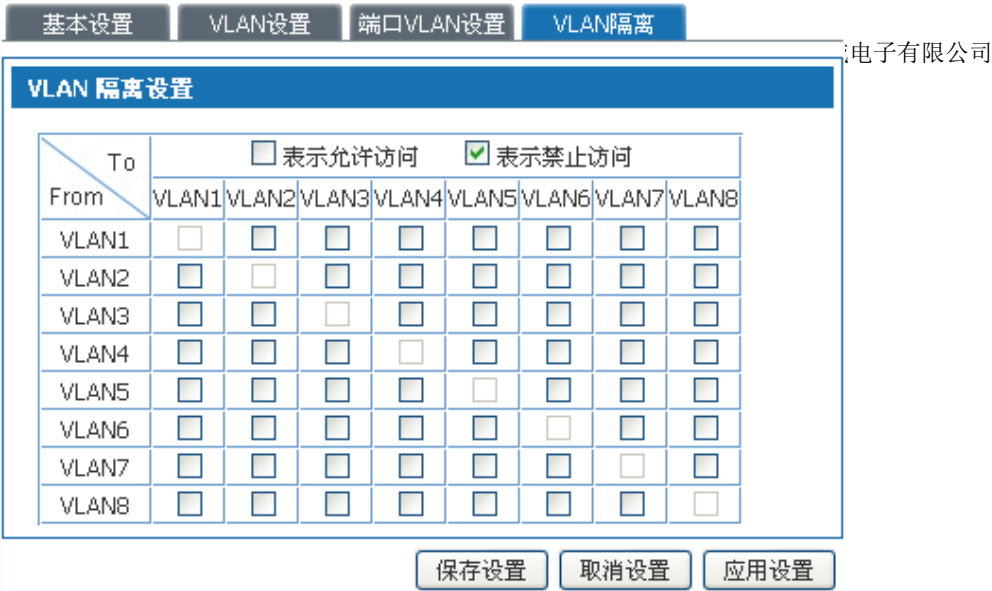 基本设置 VLAN设置 端口VLAN设置 VLAN隔离
电子有限公司
VLAN 隔离设置
To 表示允许访问 表示禁止访问
From VLAN1 VLAN2 VLAN3 VLAN4 VLAN5 VLAN6 VLAN7 VLAN8
VLAN1
VLAN2
VLAN3
VLAN4
VLAN5
VLAN6
VLAN7
VLAN8
保存设置 取消设置 应用设置